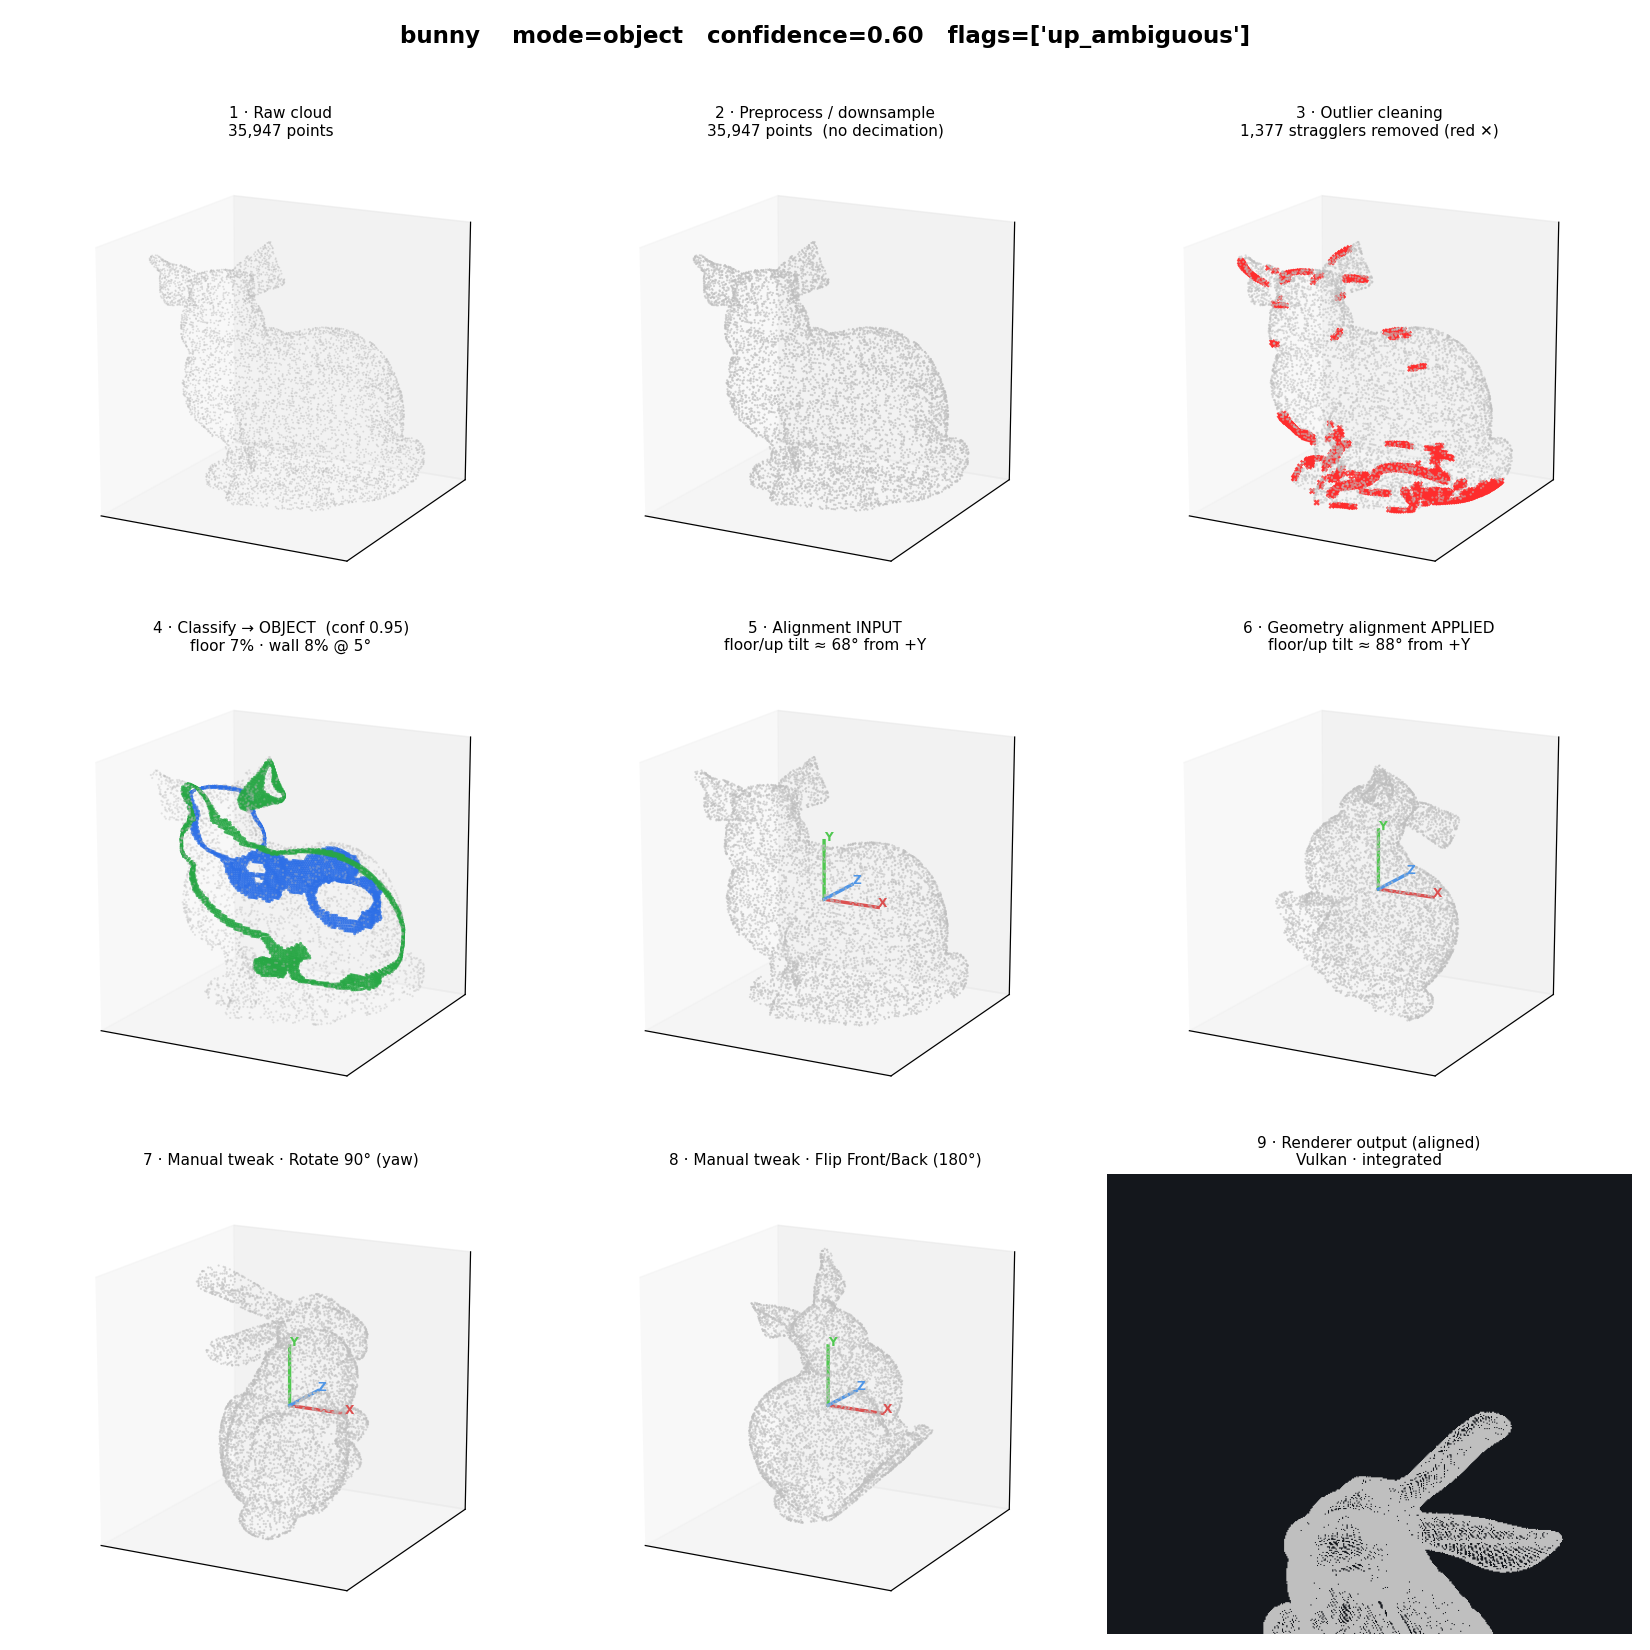 bunny    mode=object   confidence=0.60   flags=['up_ambiguous']
1 · Raw cloud
35,947 points
2 · Preprocess / downsample
35,947 points  (no decimation)
3 · Outlier cleaning
1,377 stragglers removed (red ✕)
4 · Classify → OBJECT  (conf 0.95)
floor 7% · wall 8% @ 5°
5 · Alignment INPUT
floor/up tilt ≈ 68° from +Y
6 · Geometry alignment APPLIED
floor/up tilt ≈ 88° from +Y
Y
Z
X
Y
Z
X
7 · Manual tweak · Rotate 90° (yaw)
8 · Manual tweak · Flip Front/Back (180°)
9 · Renderer output (aligned)
Vulkan · integrated
Y
Z
X
Y
Z
X